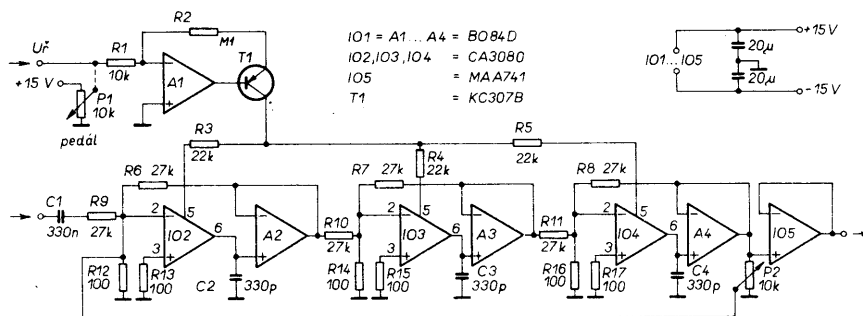 Uř
R1
10k
R2
M1
A1
T1
+15 V
P1
10k
pedál
IO1 = A1 ... A4 = BO84D
IO2, IO3, IO4 = CA3080
IO5 = MAA741
T1 = KC307B
IO1 ... IO5
+15V
20µ
20µ
-15V
R3
22k
R4
22k
R5
22k
C1
330n
R9
27k
R6 27k
2
3
5
6
IO2
A2
R12
100
R13
100
C2
330p
R10
27k
R7 27k
2
3
5
6
IO3
A3
R14
100
R15
100
C3
330p
R11
27k
R8 27k
2
3
5
6
IO4
A4
R16
100
R17
100
C4
330p
P2
10k
IO5